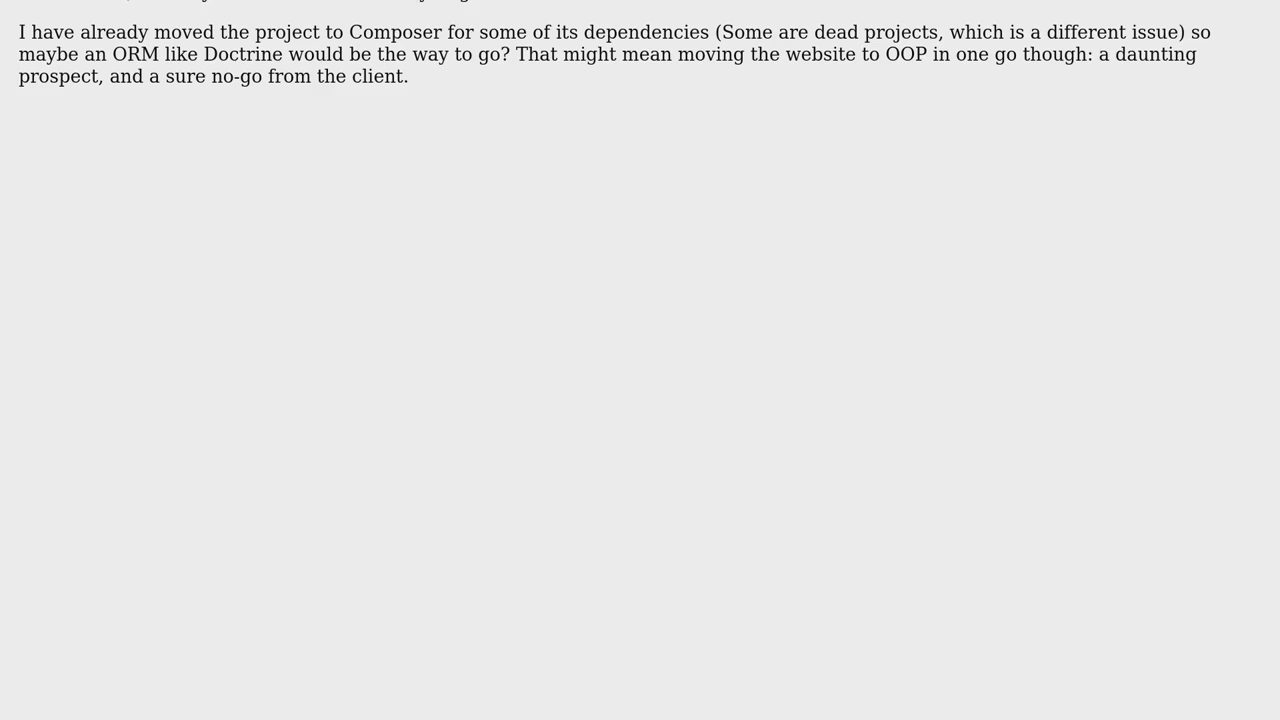 I have already moved the project to Composer for some of its dependencies (Some are dead projects, which is a different issue) so
maybe an ORM like Doctrine would be the way to go? That might mean moving the website to OOP in one go though: a daunting
prospect, and a sure no-go from the client.